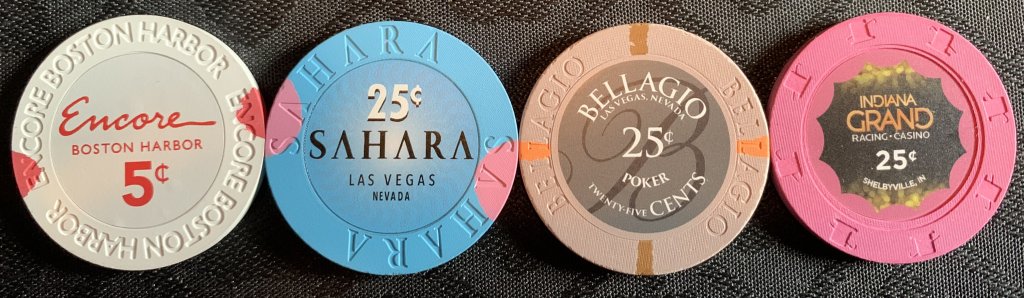 ENCORE BOSTON HARBOR
ENCORE BOSTON HARBOR
Encore
BOSTON HARBOR
5¢
SAHARA
SAHARA
25¢
SAHARA
LAS VEGAS
NEVADA
BELLAGIO
BELLAGIO
BELLAGIO
LAS VEGAS, NEVADA
25¢
POKER
TWENTY-FIVE CENTS
INDIANA
GRAND
RACING • CASINO
25¢
SHELBYVILLE, IN